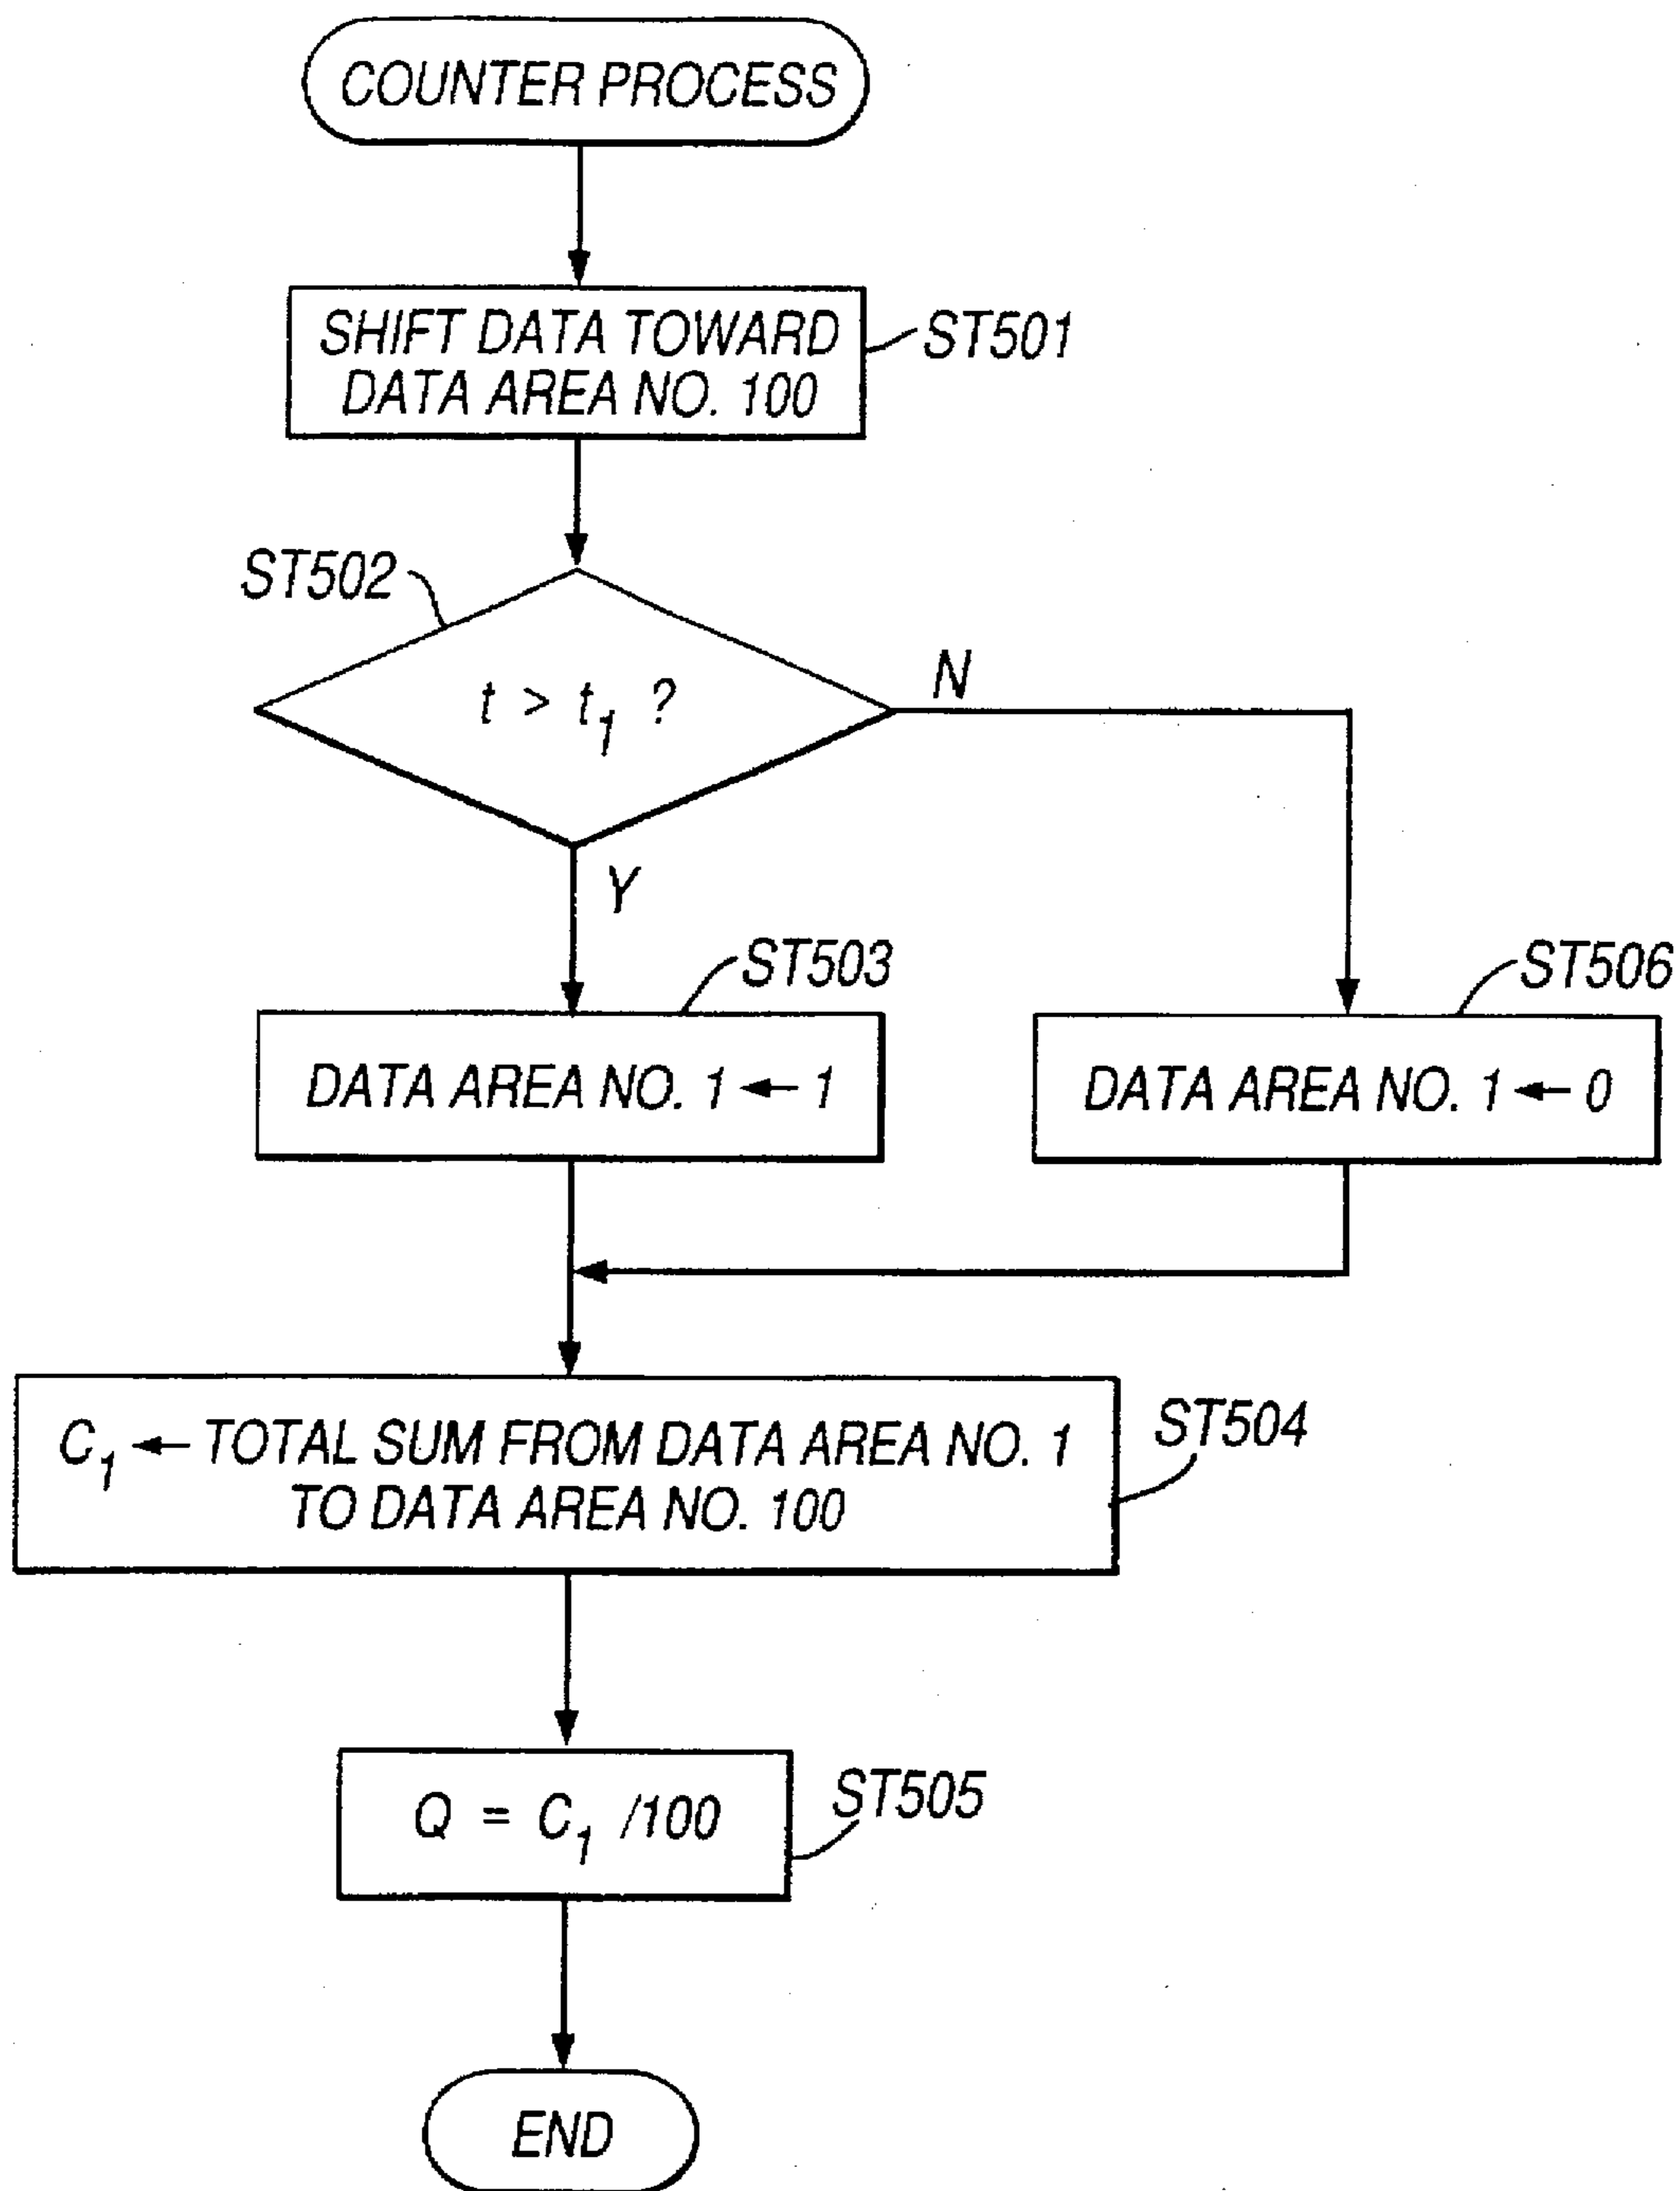 COUNTER PROCESS
SHIFT DATA TOWARD
DATA AREA NO. 100
ST501
ST502
t > t₁ ?
N
Y
ST503
DATA AREA NO. 1 ← 1
ST506
DATA AREA NO. 1 ← 0
C₁ ← TOTAL SUM FROM DATA AREA NO. 1
TO DATA AREA NO. 100
ST504
Q = C₁ /100
ST505
END